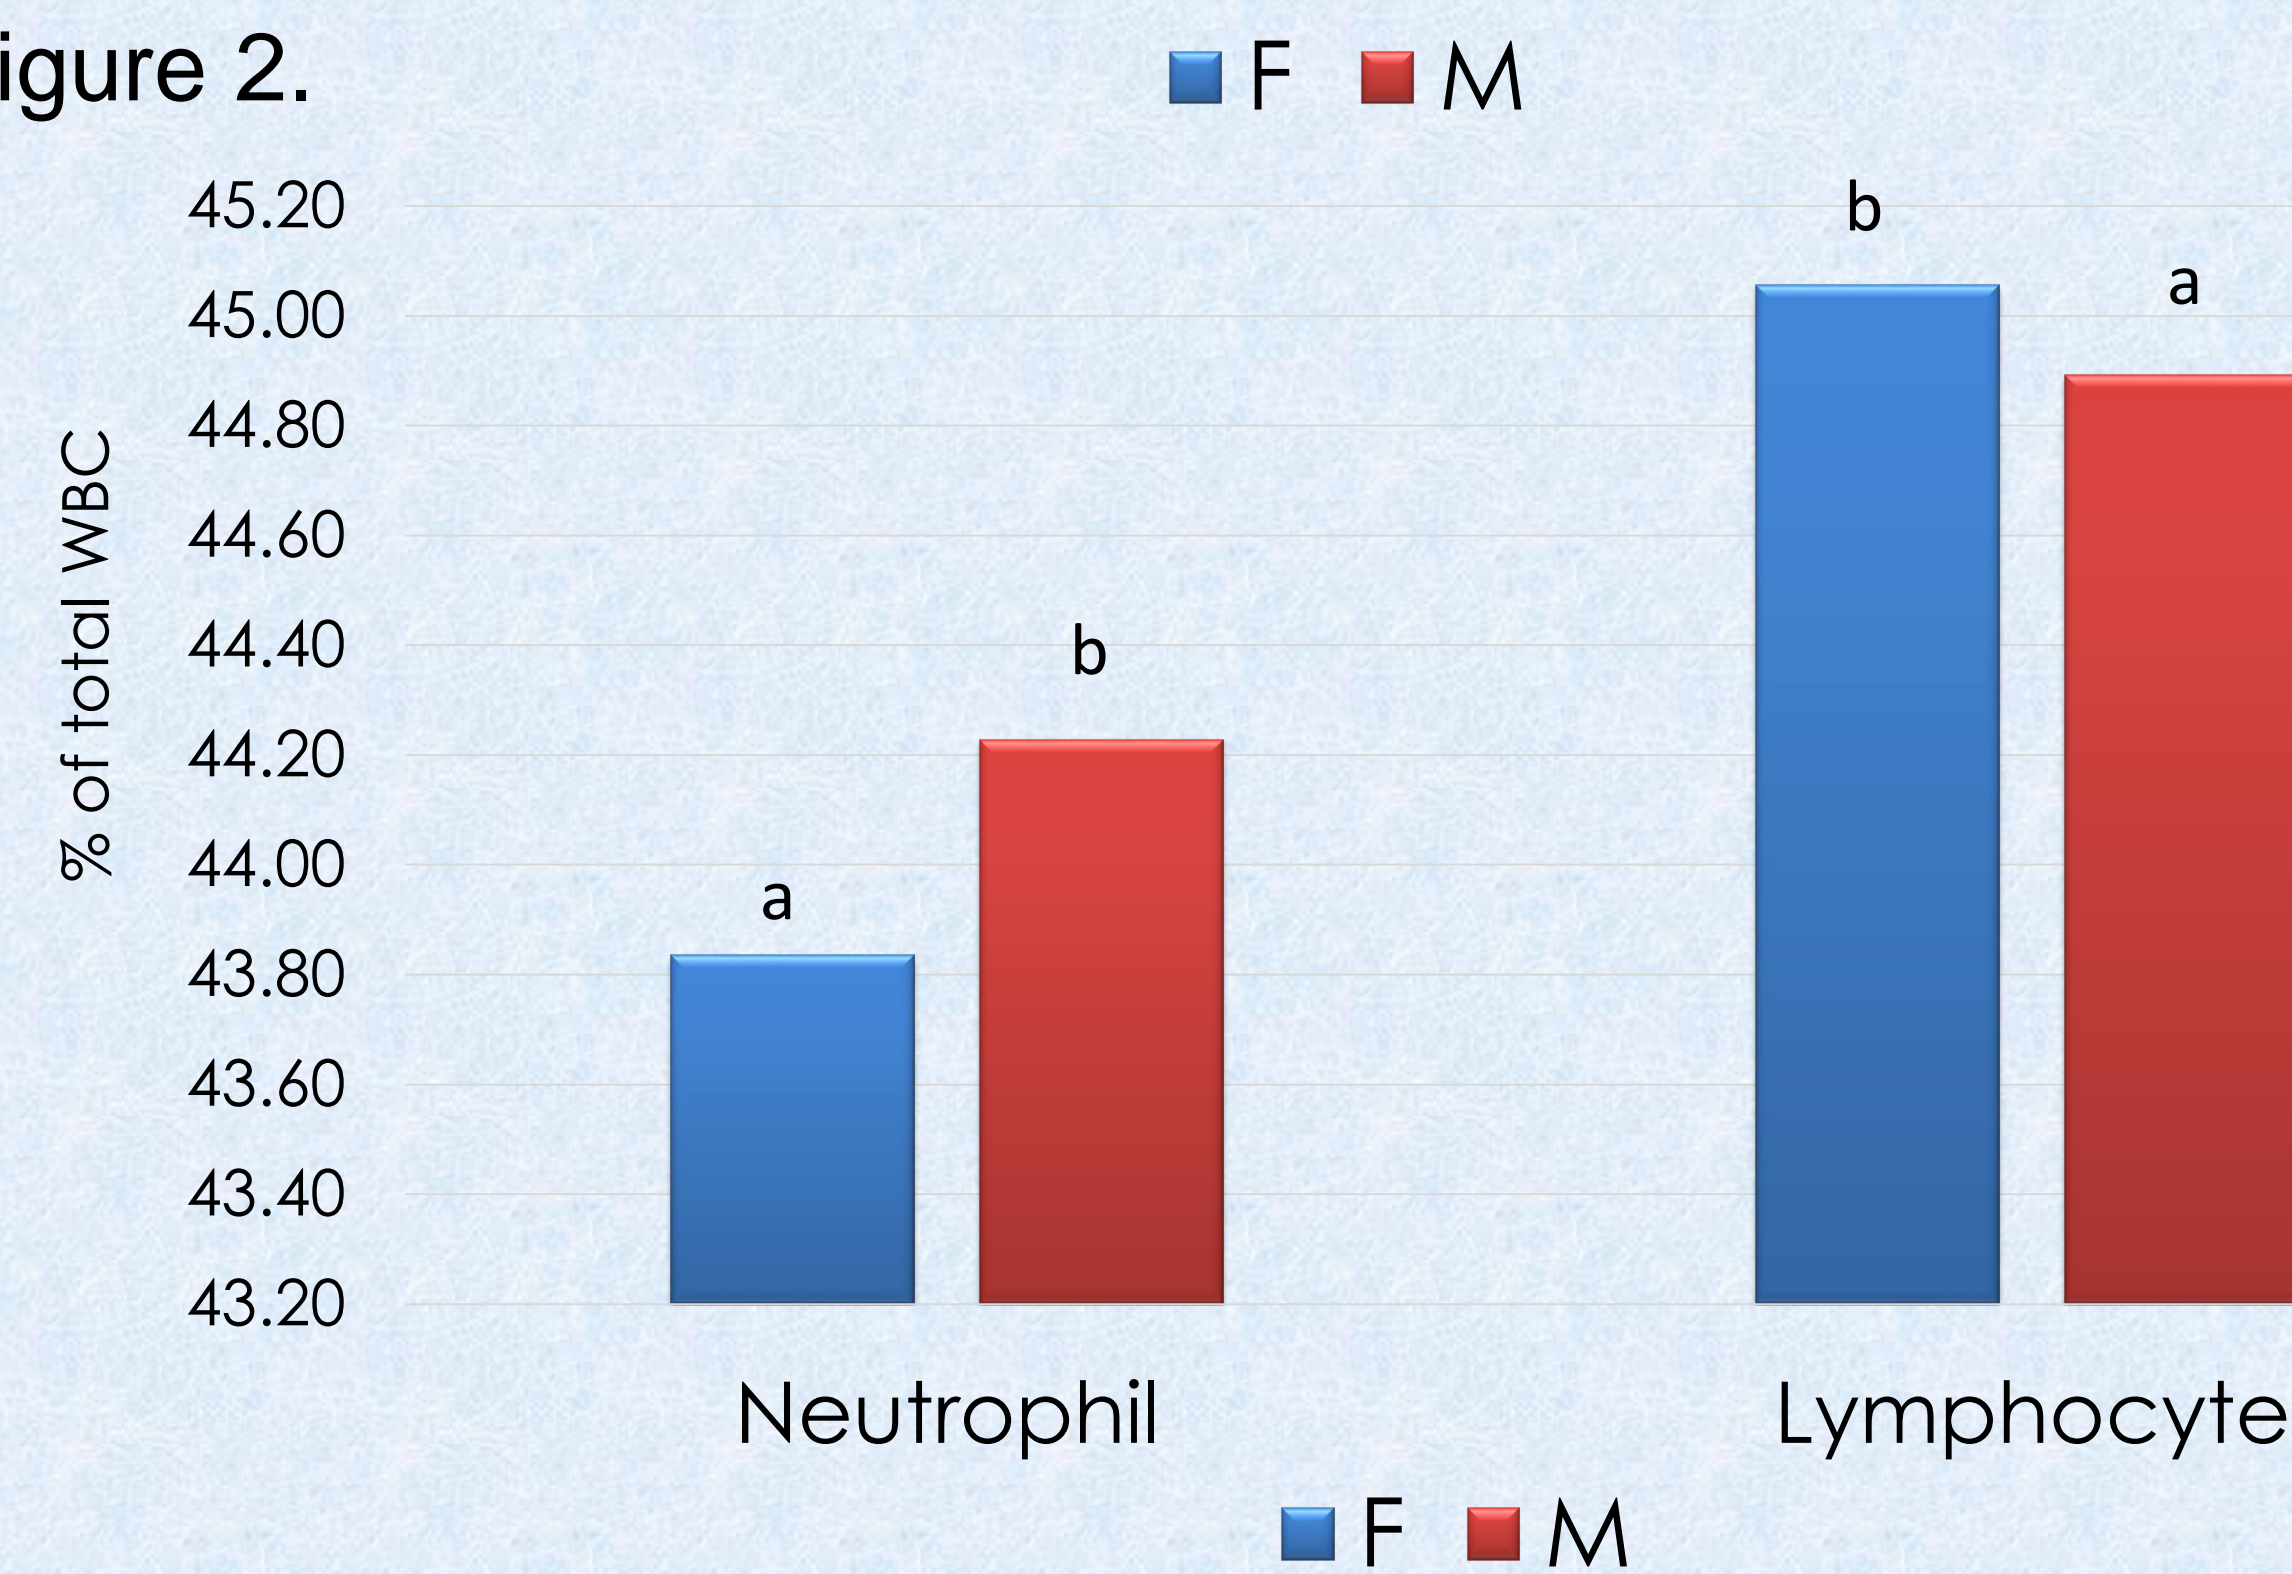 igure 2.
F M
45.20
45.00
44.80
44.60
44.40
44.20
44.00
43.80
43.60
43.40
43.20
% of total WBC
a
b
b
a
Neutrophil
Lymphocyte
F M